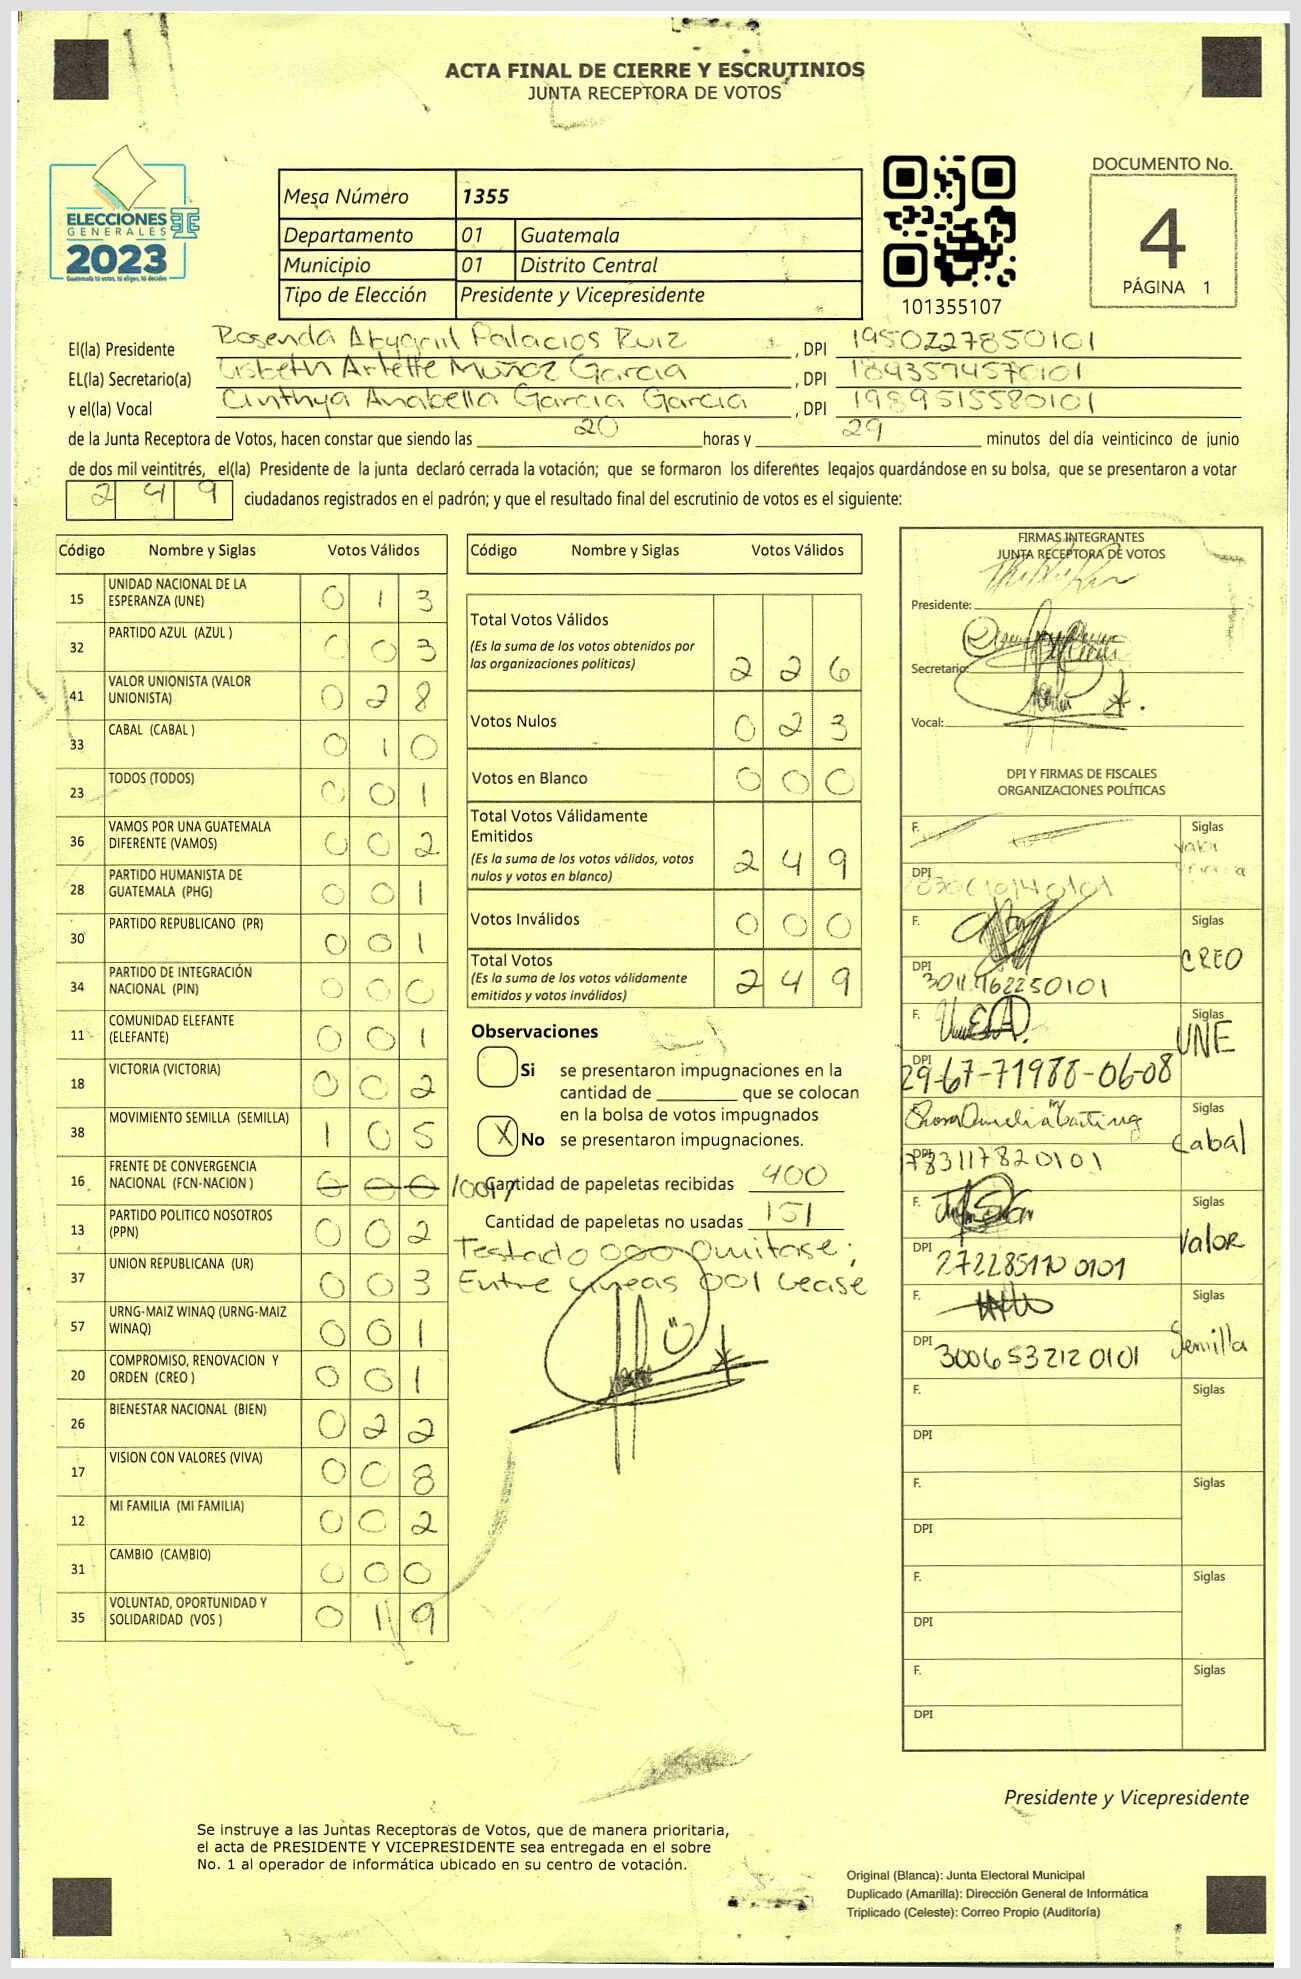 ACTA FINAL DE CIERRE Y ESCRUTINIOS
JUNTA RECEPTORA DE VOTOS
ELECCIONES
GENERALES
2023
Guatemala tú votas, tú eliges, tú decides
Mesa Número 1355
Departamento 01 Guatemala
Municipio 01 Distrito Central
Tipo de Elección Presidente y Vicepresidente
101355107
DOCUMENTO No.
4
PÁGINA 1
El(la) Presidente Rosenda Palacios Ruiz, DPI 1950227850101
EL(la) Secretario(a) Lisbeth Arlette Muñoz Garcia, DPI 1843594570101
y el(la) Vocal Cinthya Anabella Garcia Garcia, DPI 1989515580101
de la Junta Receptora de Votos, hacen constar que siendo las 20 horas y 29 minutos del día veinticinco de junio
de dos mil veintitrés, el(la) Presidente de la junta declaró cerrada la votación; que se formaron los diferentes legajos quardándose en su bolsa, que se presentaron a votar
249 ciudadanos registrados en el padrón; y que el resultado final del escrutinio de votos es el siguiente:
Código Nombre y Siglas Votos Válidos
15 UNIDAD NACIONAL DE LA ESPERANZA (UNE) 0 1 3
32 PARTIDO AZUL (AZUL ) 0 0 3
41 VALOR UNIONISTA (VALOR UNIONISTA) 0 2 8
33 CABAL (CABAL ) 0 1 0
23 TODOS (TODOS) 0 0 1
36 VAMOS POR UNA GUATEMALA DIFERENTE (VAMOS) 0 0 2
28 PARTIDO HUMANISTA DE GUATEMALA (PHG) 0 0 1
30 PARTIDO REPUBLICANO (PR) 0 0 1
34 PARTIDO DE INTEGRACIÓN NACIONAL (PIN) 0 0 0
11 COMUNIDAD ELEFANTE (ELEFANTE) 0 0 1
18 VICTORIA (VICTORIA) 0 0 2
38 MOVIMIENTO SEMILLA (SEMILLA) 1 0 5
16 FRENTE DE CONVERGENCIA NACIONAL (FCN-NACION ) 0 0 0 /001/
13 PARTIDO POLITICO NOSOTROS (PPN) 0 0 2
37 UNION REPUBLICANA (UR) 0 0 3
57 URNG-MAIZ WINAQ (URNG-MAIZ WINAQ) 0 0 1
20 COMPROMISO, RENOVACION Y ORDEN (CREO ) 0 0 1
26 BIENESTAR NACIONAL (BIEN) 0 2 2
17 VISION CON VALORES (VIVA) 0 0 8
12 MI FAMILIA (MI FAMILIA) 0 0 2
31 CAMBIO (CAMBIO) 0 0 0
35 VOLUNTAD, OPORTUNIDAD Y SOLIDARIDAD (VOS ) 0 1 9
Código Nombre y Siglas Votos Válidos
Total Votos Válidos 2 2 6
(Es la suma de los votos obtenidos por
las organizaciones políticas)
Votos Nulos 0 2 3
Votos en Blanco 0 0 0
Total Votos Válidamente
Emitidos 2 4 9
(Es la suma de los votos válidos, votos
nulos y votos en blanco)
Votos Inválidos 0 0 0
Total Votos 2 4 9
(Es la suma de los votos válidamente
emitidos y votos inválidos)
Observaciones
Si se presentaron impugnaciones en la
cantidad de ________ que se colocan
en la bolsa de votos impugnados
X No se presentaron impugnaciones.
Cantidad de papeletas recibidas 400
Cantidad de papeletas no usadas 151
Testado 000 Omitase;
Entre lineas 001 Lease
FIRMAS INTEGRANTES
JUNTA RECEPTORA DE VOTOS
Presidente:
Secretario:
Vocal:
DPI Y FIRMAS DE FISCALES
ORGANIZACIONES POLÍTICAS
F. Siglas
DPI
F. Siglas CREO
DPI
F. Siglas UNE
DPI 29-67-71988-06-08
F. Siglas Cabal
DPI 783117820101
F. Siglas Valor
DPI 272285170 0101
F. Siglas Semilla
DPI 300653212 0101
F. Siglas
DPI
F. Siglas
DPI
F. Siglas
DPI
F. Siglas
DPI
Presidente y Vicepresidente
Se instruye a las Juntas Receptoras de Votos, que de manera prioritaria,
el acta de PRESIDENTE Y VICEPRESIDENTE sea entregada en el sobre
No. 1 al operador de informática ubicado en su centro de votación.
Original (Blanca): Junta Electoral Municipal
Duplicado (Amarilla): Dirección General de Informática
Triplicado (Celeste): Correo Propio (Auditoría)